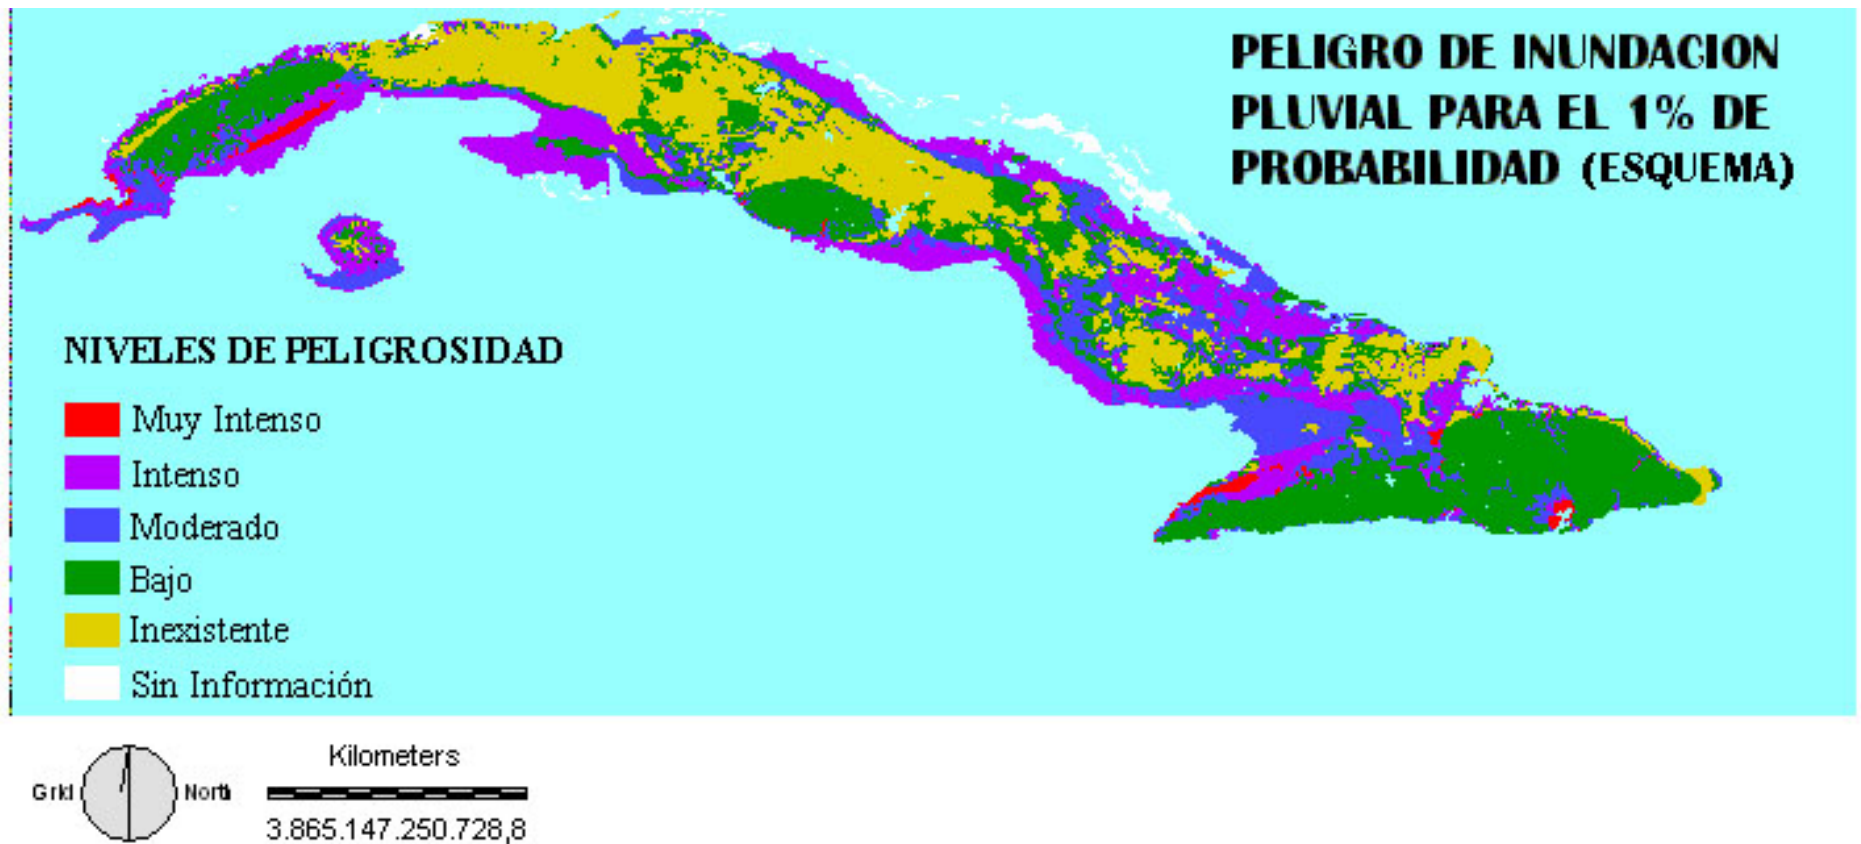 PELIGRO DE INUNDACION
PLUVIAL PARA EL 1% DE
PROBABILIDAD (ESQUEMA)
NIVELES DE PELIGROSIDAD
Muy Intenso
Intenso
Moderado
Bajo
Inexistente
Sin Información
Kilometers
Grid North
3.865.147.250.728,8